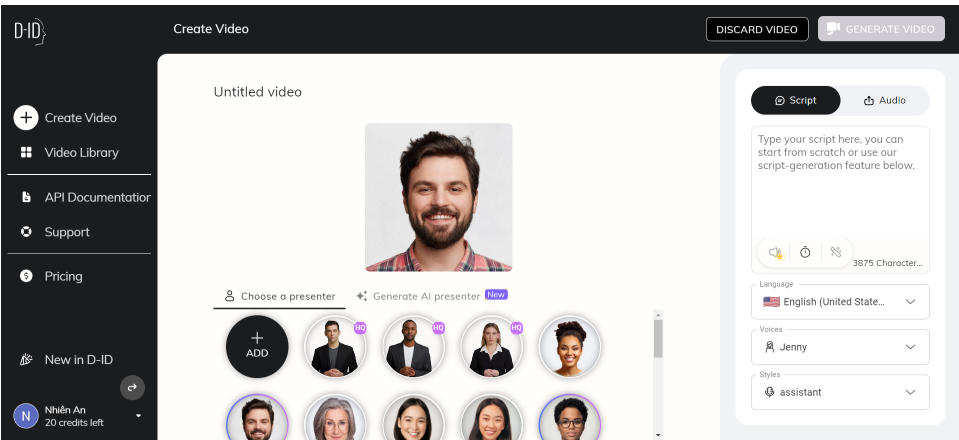 D-ID
Create Video
DISCARD VIDEO
GENERATE VIDEO
Create Video
Video Library
API Documentation
Support
Pricing
New in D-ID
N
Nhiên An
20 credits left
Untitled video
Choose a presenter
Generate AI presenter
New
ADD
HQ
HQ
HQ
Script
Audio
Type your script here, you can
start from scratch or use our
script-generation feature below.
3875 Character...
Language
English (United State...
Voices
Jenny
Styles
assistant